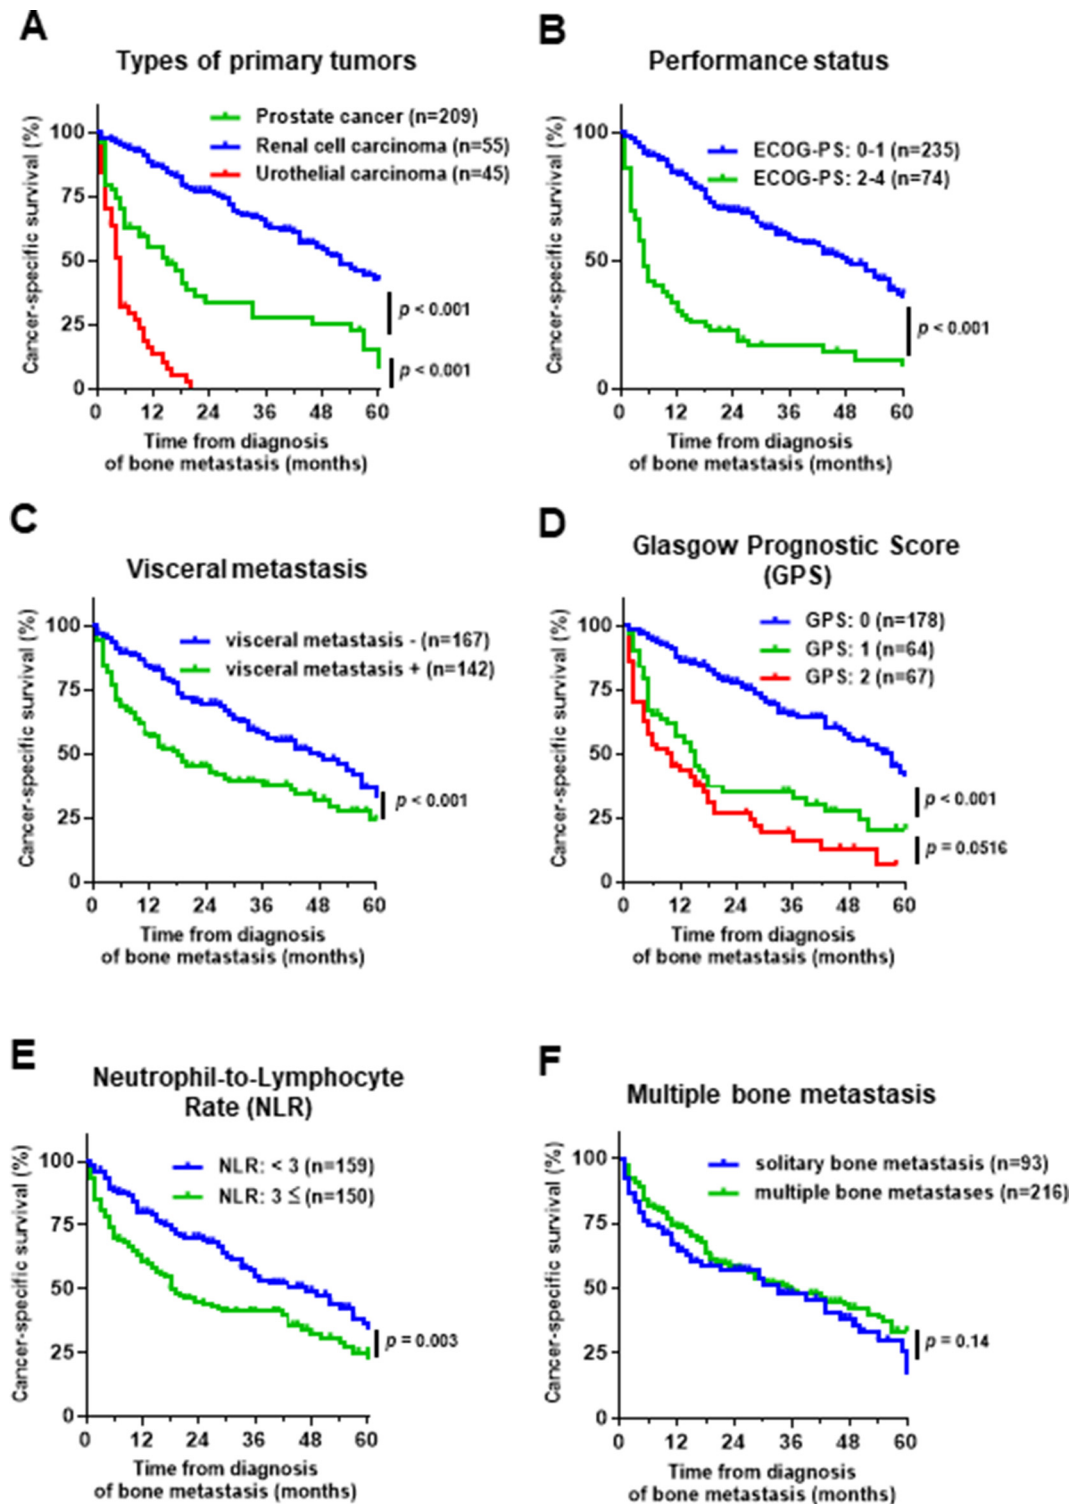 A
Types of primary tumors
Cancer-specific survival (%)
100
75
50
25
0
Prostate cancer (n=209)
Renal cell carcinoma (n=55)
Urothelial carcinoma (n=45)
p < 0.001
p < 0.001
0 12 24 36 48 60
Time from diagnosis
of bone metastasis (months)
B
Performance status
Cancer-specific survival (%)
100
75
50
25
0
ECOG-PS: 0-1 (n=235)
ECOG-PS: 2-4 (n=74)
p < 0.001
0 12 24 36 48 60
Time from diagnosis
of bone metastasis (months)
C
Visceral metastasis
Cancer-specific survival (%)
100
75
50
25
0
visceral metastasis - (n=167)
visceral metastasis + (n=142)
p < 0.001
0 12 24 36 48 60
Time from diagnosis
of bone metastasis (months)
D
Glasgow Prognostic Score
(GPS)
Cancer-specific survival (%)
100
75
50
25
0
GPS: 0 (n=178)
GPS: 1 (n=64)
GPS: 2 (n=67)
p < 0.001
p = 0.0516
0 12 24 36 48 60
Time from diagnosis
of bone metastasis (months)
E
Neutrophil-to-Lymphocyte
Rate (NLR)
Cancer-specific survival (%)
100
75
50
25
0
NLR: < 3 (n=159)
NLR: 3 ≤ (n=150)
p = 0.003
0 12 24 36 48 60
Time from diagnosis
of bone metastasis (months)
F
Multiple bone metastasis
Cancer-specific survival (%)
100
75
50
25
0
solitary bone metastasis (n=93)
multiple bone metastases (n=216)
p = 0.14
0 12 24 36 48 60
Time from diagnosis
of bone metastasis (months)